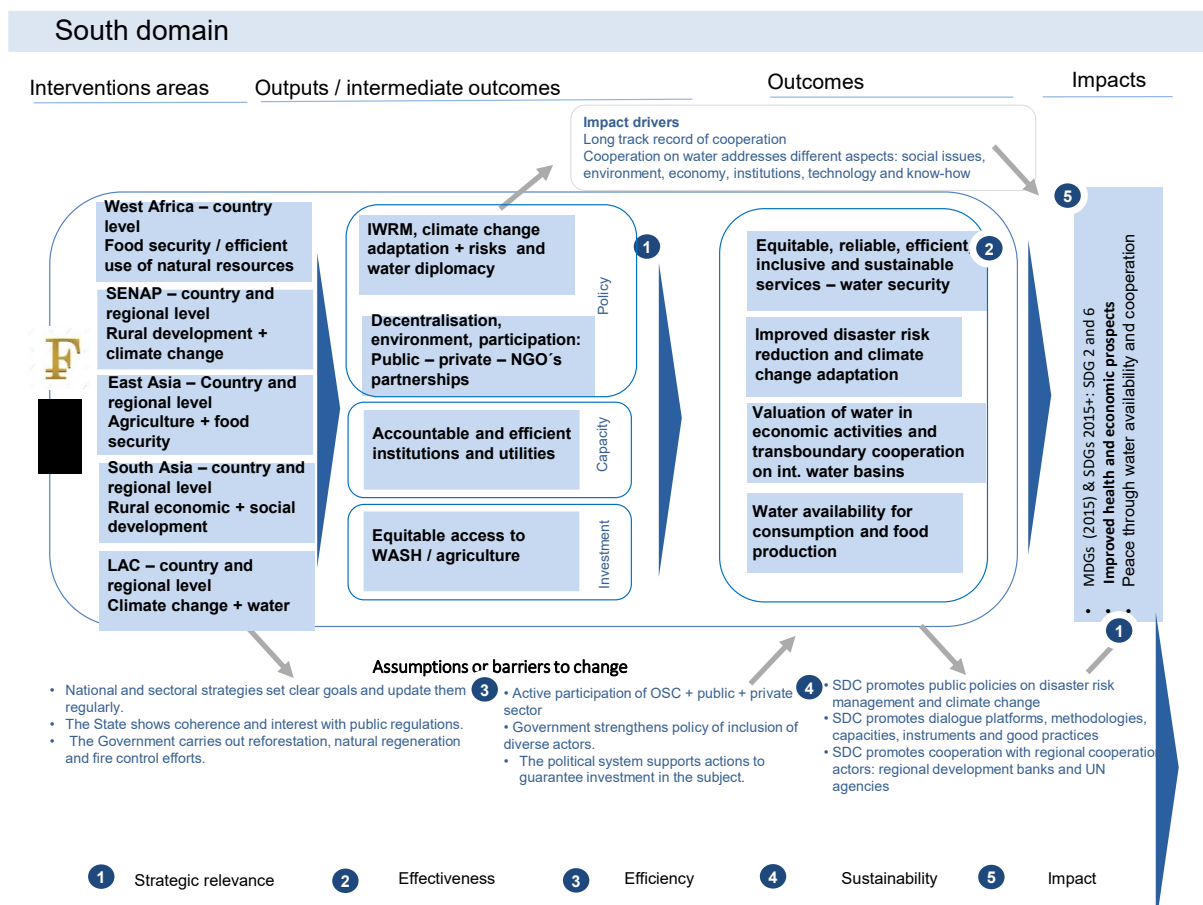 South domain
Interventions areas
Outputs / intermediate outcomes
Outcomes
Impacts
Impact drivers
Long track record of cooperation
Cooperation on water addresses different aspects: social issues,
environment, economy, institutions, technology and know-how
West Africa – country
level
Food security / efficient
use of natural resources
SENAP – country and
regional level
Rural development +
climate change
East Asia – Country and
regional level
Agriculture + food
security
South Asia – country and
regional level
Rural economic + social
development
LAC – country and
regional level
Climate change + water
F
IWRM, climate change
adaptation + risks and
water diplomacy
Decentralisation,
environment, participation:
Public – private – NGO´s
partnerships
Policy
1
Accountable and efficient
institutions and utilities
Capacity
Equitable access to
WASH / agriculture
Investment
Equitable, reliable, efficient,
inclusive and sustainable
services – water security
2
Improved disaster risk
reduction and climate
change adaptation
Valuation of water in
economic activities and
transboundary cooperation
on int. water basins
Water availability for
consumption and food
production
5
• MDGs (2015) & SDGs 2015+: SDG 2 and 6
• Improved health and economic prospects
• Peace through water availability and cooperation
1
Assumptions or barriers to change
• National and sectoral strategies set clear goals and update them
regularly.
• The State shows coherence and interest with public regulations.
• The Government carries out reforestation, natural regeneration
and fire control efforts.
3
• Active participation of OSC + public + private
sector
• Government strengthens policy of inclusion of
diverse actors.
• The political system supports actions to
guarantee investment in the subject.
4
• SDC promotes public policies on disaster risk
management and climate change
• SDC promotes dialogue platforms, methodologies,
capacities, instruments and good practices
• SDC promotes cooperation with regional cooperation
actors: regional development banks and UN
agencies
1 Strategic relevance
2 Effectiveness
3 Efficiency
4 Sustainability
5 Impact